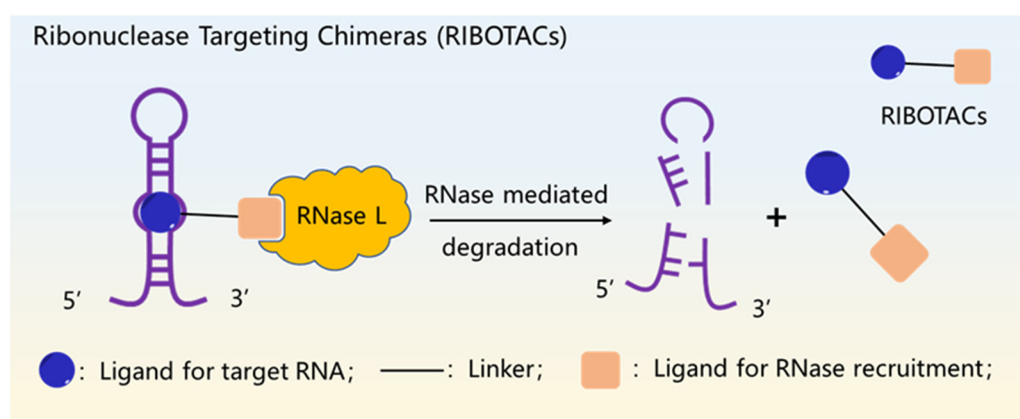 Ribonuclease Targeting Chimeras (RIBOTACs)
RIBOTACs
RNase L
RNase mediated
degradation
+
5′
3′
5′
3′
: Ligand for target RNA;
: Linker;
: Ligand for RNase recruitment;